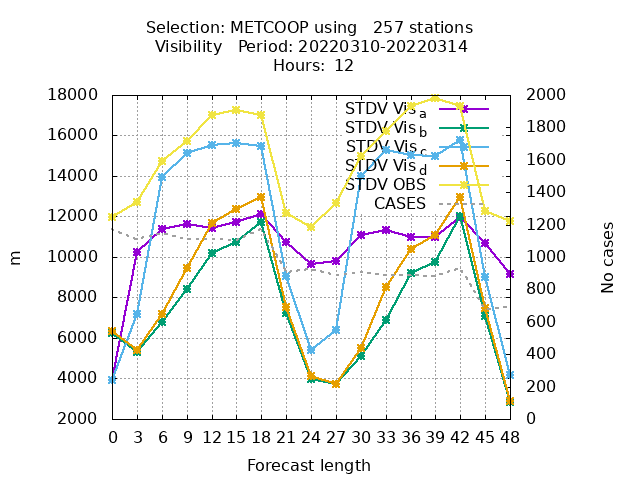 Selection: METCOOP using   257 stations
Visibility   Period: 20220310-20220314
Hours: 12
18000
16000
14000
12000
10000
8000
6000
4000
2000
m
2000
1800
1600
1400
1200
1000
800
600
400
200
0
No cases
STDV Vis a
STDV Vis b
STDV Vis c
STDV Vis d
STDV OBS
CASES
0 3 6 9 12 15 18 21 24 27 30 33 36 39 42 45 48
Forecast length